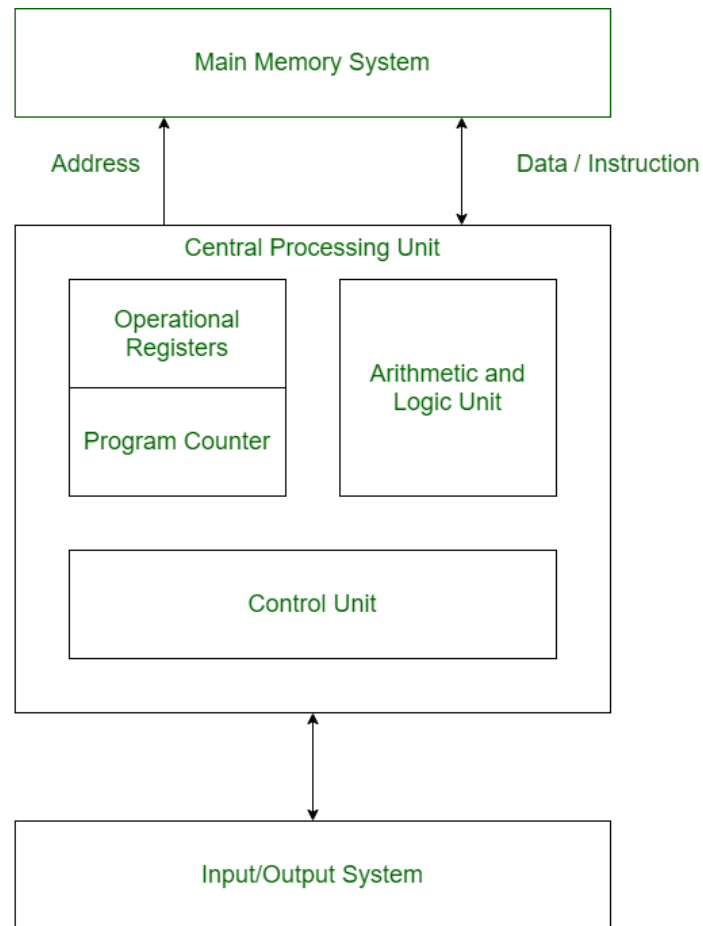 Main Memory System
Address
Data / Instruction
Central Processing Unit
Operational
Registers
Arithmetic and
Logic Unit
Program Counter
Control Unit
Input/Output System